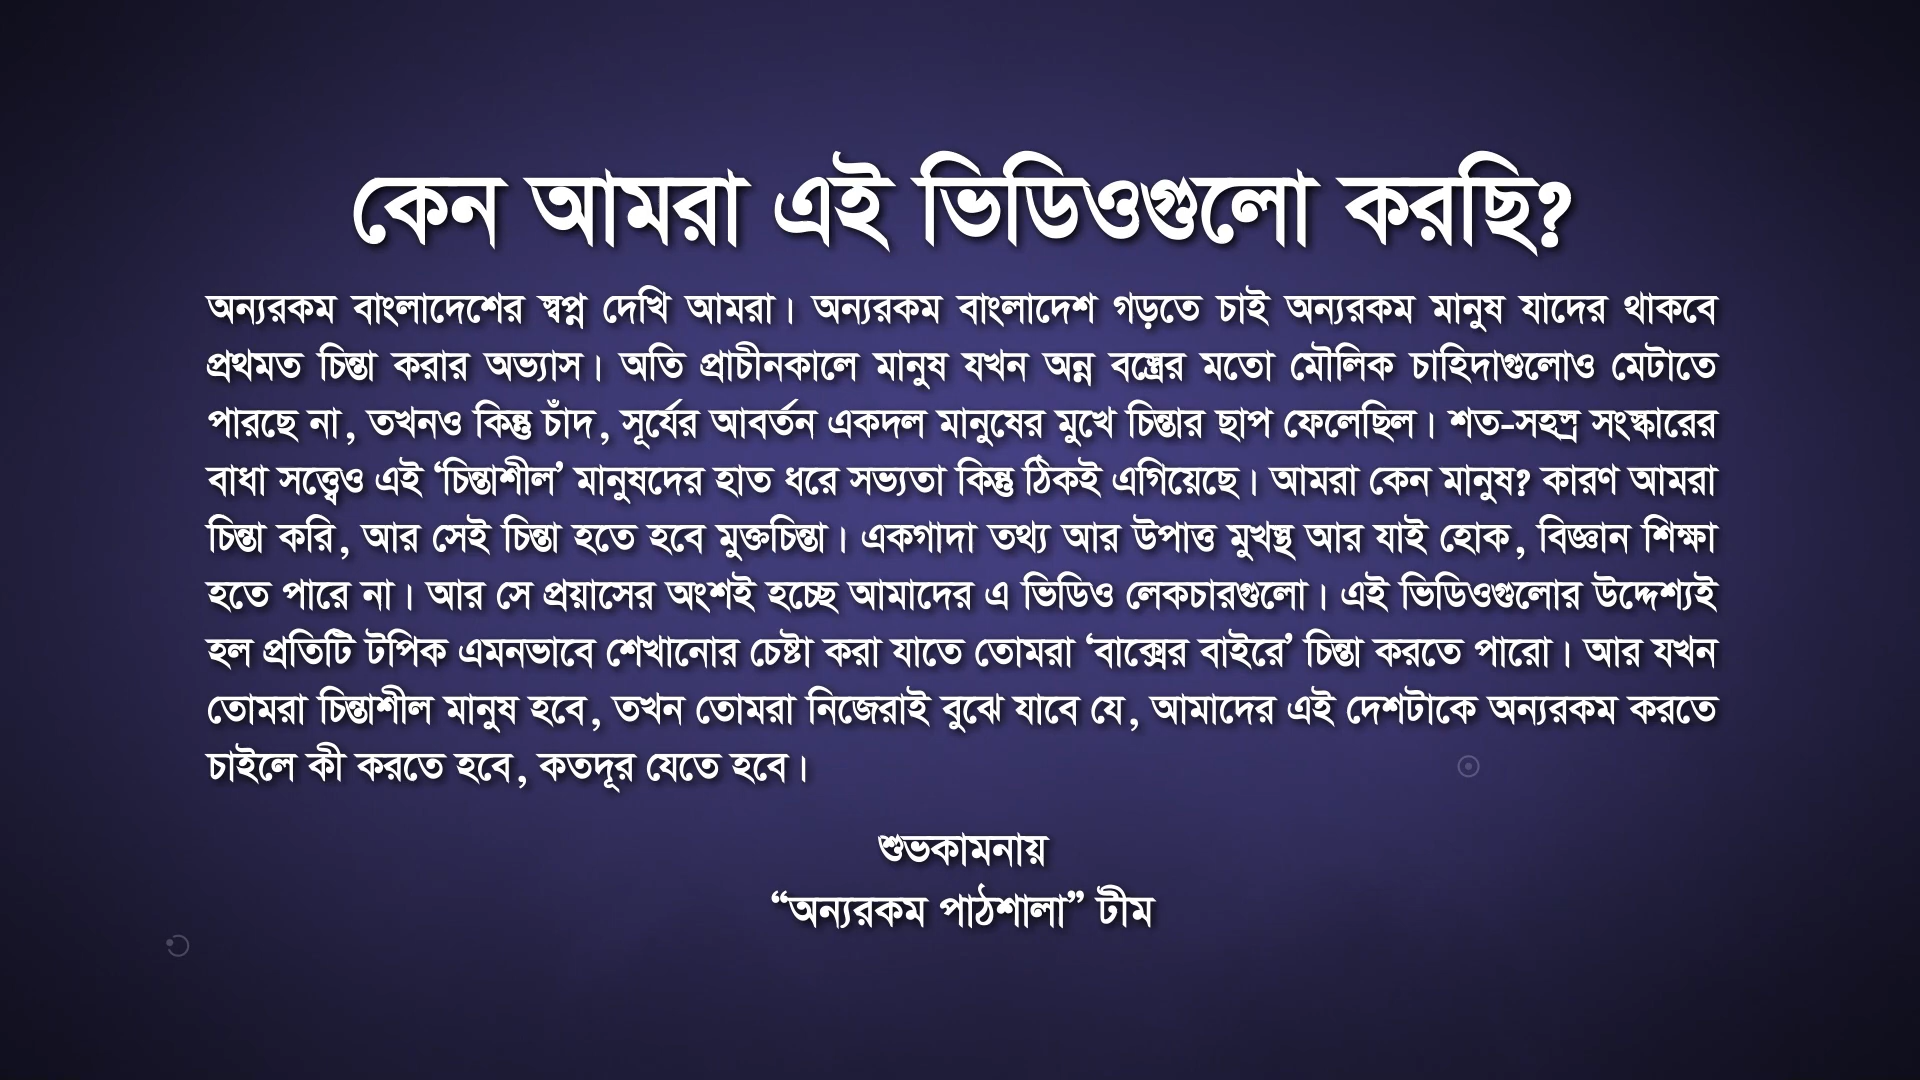 কেন আমরা এই ভিডিওগুলো করছি?
অন্যরকম বাংলাদেশের স্বপ্ন দেখি আমরা। অন্যরকম বাংলাদেশ গড়তে চাই অন্যরকম মানুষ যাদের থাকবে
প্রথমত চিন্তা করার অভ্যাস। অতি প্রাচীনকালে মানুষ যখন অন্ন বস্ত্রের মতো মৌলিক চাহিদাগুলোও মেটাতে
পারছে না, তখনও কিন্তু চাঁদ, সূর্যের আবর্তন একদল মানুষের মুখে চিন্তার ছাপ ফেলেছিল। শত-সহস্র সংস্কারের
বাধা সত্ত্বেও এই ‘চিন্তাশীল’ মানুষদের হাত ধরে সভ্যতা কিন্তু ঠিকই এগিয়েছে। আমরা কেন মানুষ? কারণ আমরা
চিন্তা করি, আর সেই চিন্তা হতে হবে মুক্তচিন্তা। একগাদা তথ্য আর উপাত্ত মুখস্থ আর যাই হোক, বিজ্ঞান শিক্ষা
হতে পারে না। আর সে প্রয়াসের অংশই হচ্ছে আমাদের এ ভিডিও লেকচারগুলো। এই ভিডিওগুলোর উদ্দেশ্যই
হল প্রতিটি টপিক এমনভাবে শেখানোর চেষ্টা করা যাতে তোমরা ‘বাক্সের বাইরে’ চিন্তা করতে পারো। আর যখন
তোমরা চিন্তাশীল মানুষ হবে, তখন তোমরা নিজেরাই বুঝে যাবে যে, আমাদের এই দেশটাকে অন্যরকম করতে
চাইলে কী করতে হবে, কতদূর যেতে হবে।
শুভকামনায়
“অন্যরকম পাঠশালা” টীম